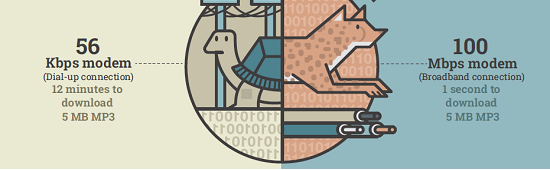 56
Kbps modem
(Dial-up connection)
12 minutes to
download
5 MB MP3
100
Mbps modem
(Broadband connection)
1 second to
download
5 MB MP3